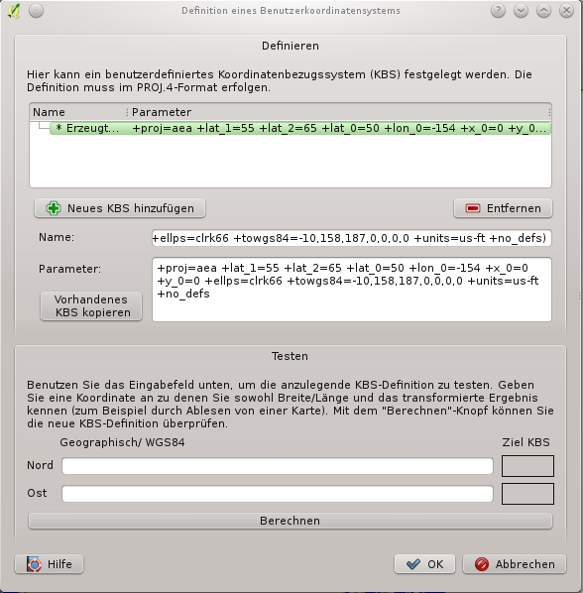 Definition eines Benutzerkoordinatensystems
Definieren
Hier kann ein benutzerdefiniertes Koordinatenbezugssystem (KBS) festgelegt werden. Die
Definition muss im PROJ.4-Format erfolgen.
Name Parameter
* Erzeugt... +proj=aea +lat_1=55 +lat_2=65 +lat_0=50 +lon_0=-154 +x_0=0 +y_0...
Neues KBS hinzufügen Entfernen
Name: +ellps=clrk66 +towgs84=-10,158,187,0,0,0,0 +units=us-ft +no_defs)
Parameter: +proj=aea +lat_1=55 +lat_2=65 +lat_0=50 +lon_0=-154 +x_0=0
+y_0=0 +ellps=clrk66 +towgs84=-10,158,187,0,0,0,0 +units=us-ft
+no_defs
Vorhandenes
KBS kopieren
Testen
Benutzen Sie das Eingabefeld unten, um die anzulegende KBS-Definition zu testen. Geben
Sie eine Koordinate an zu denen Sie sowohl Breite/Länge und das transformierte Ergebnis
kennen (zum Beispiel durch Ablesen von einer Karte). Mit dem "Berechnen"-Knopf können Sie
die neue KBS-Definition überprüfen.
Geographisch/ WGS84 Ziel KBS
Nord
Ost
Berechnen
Hilfe OK Abbrechen